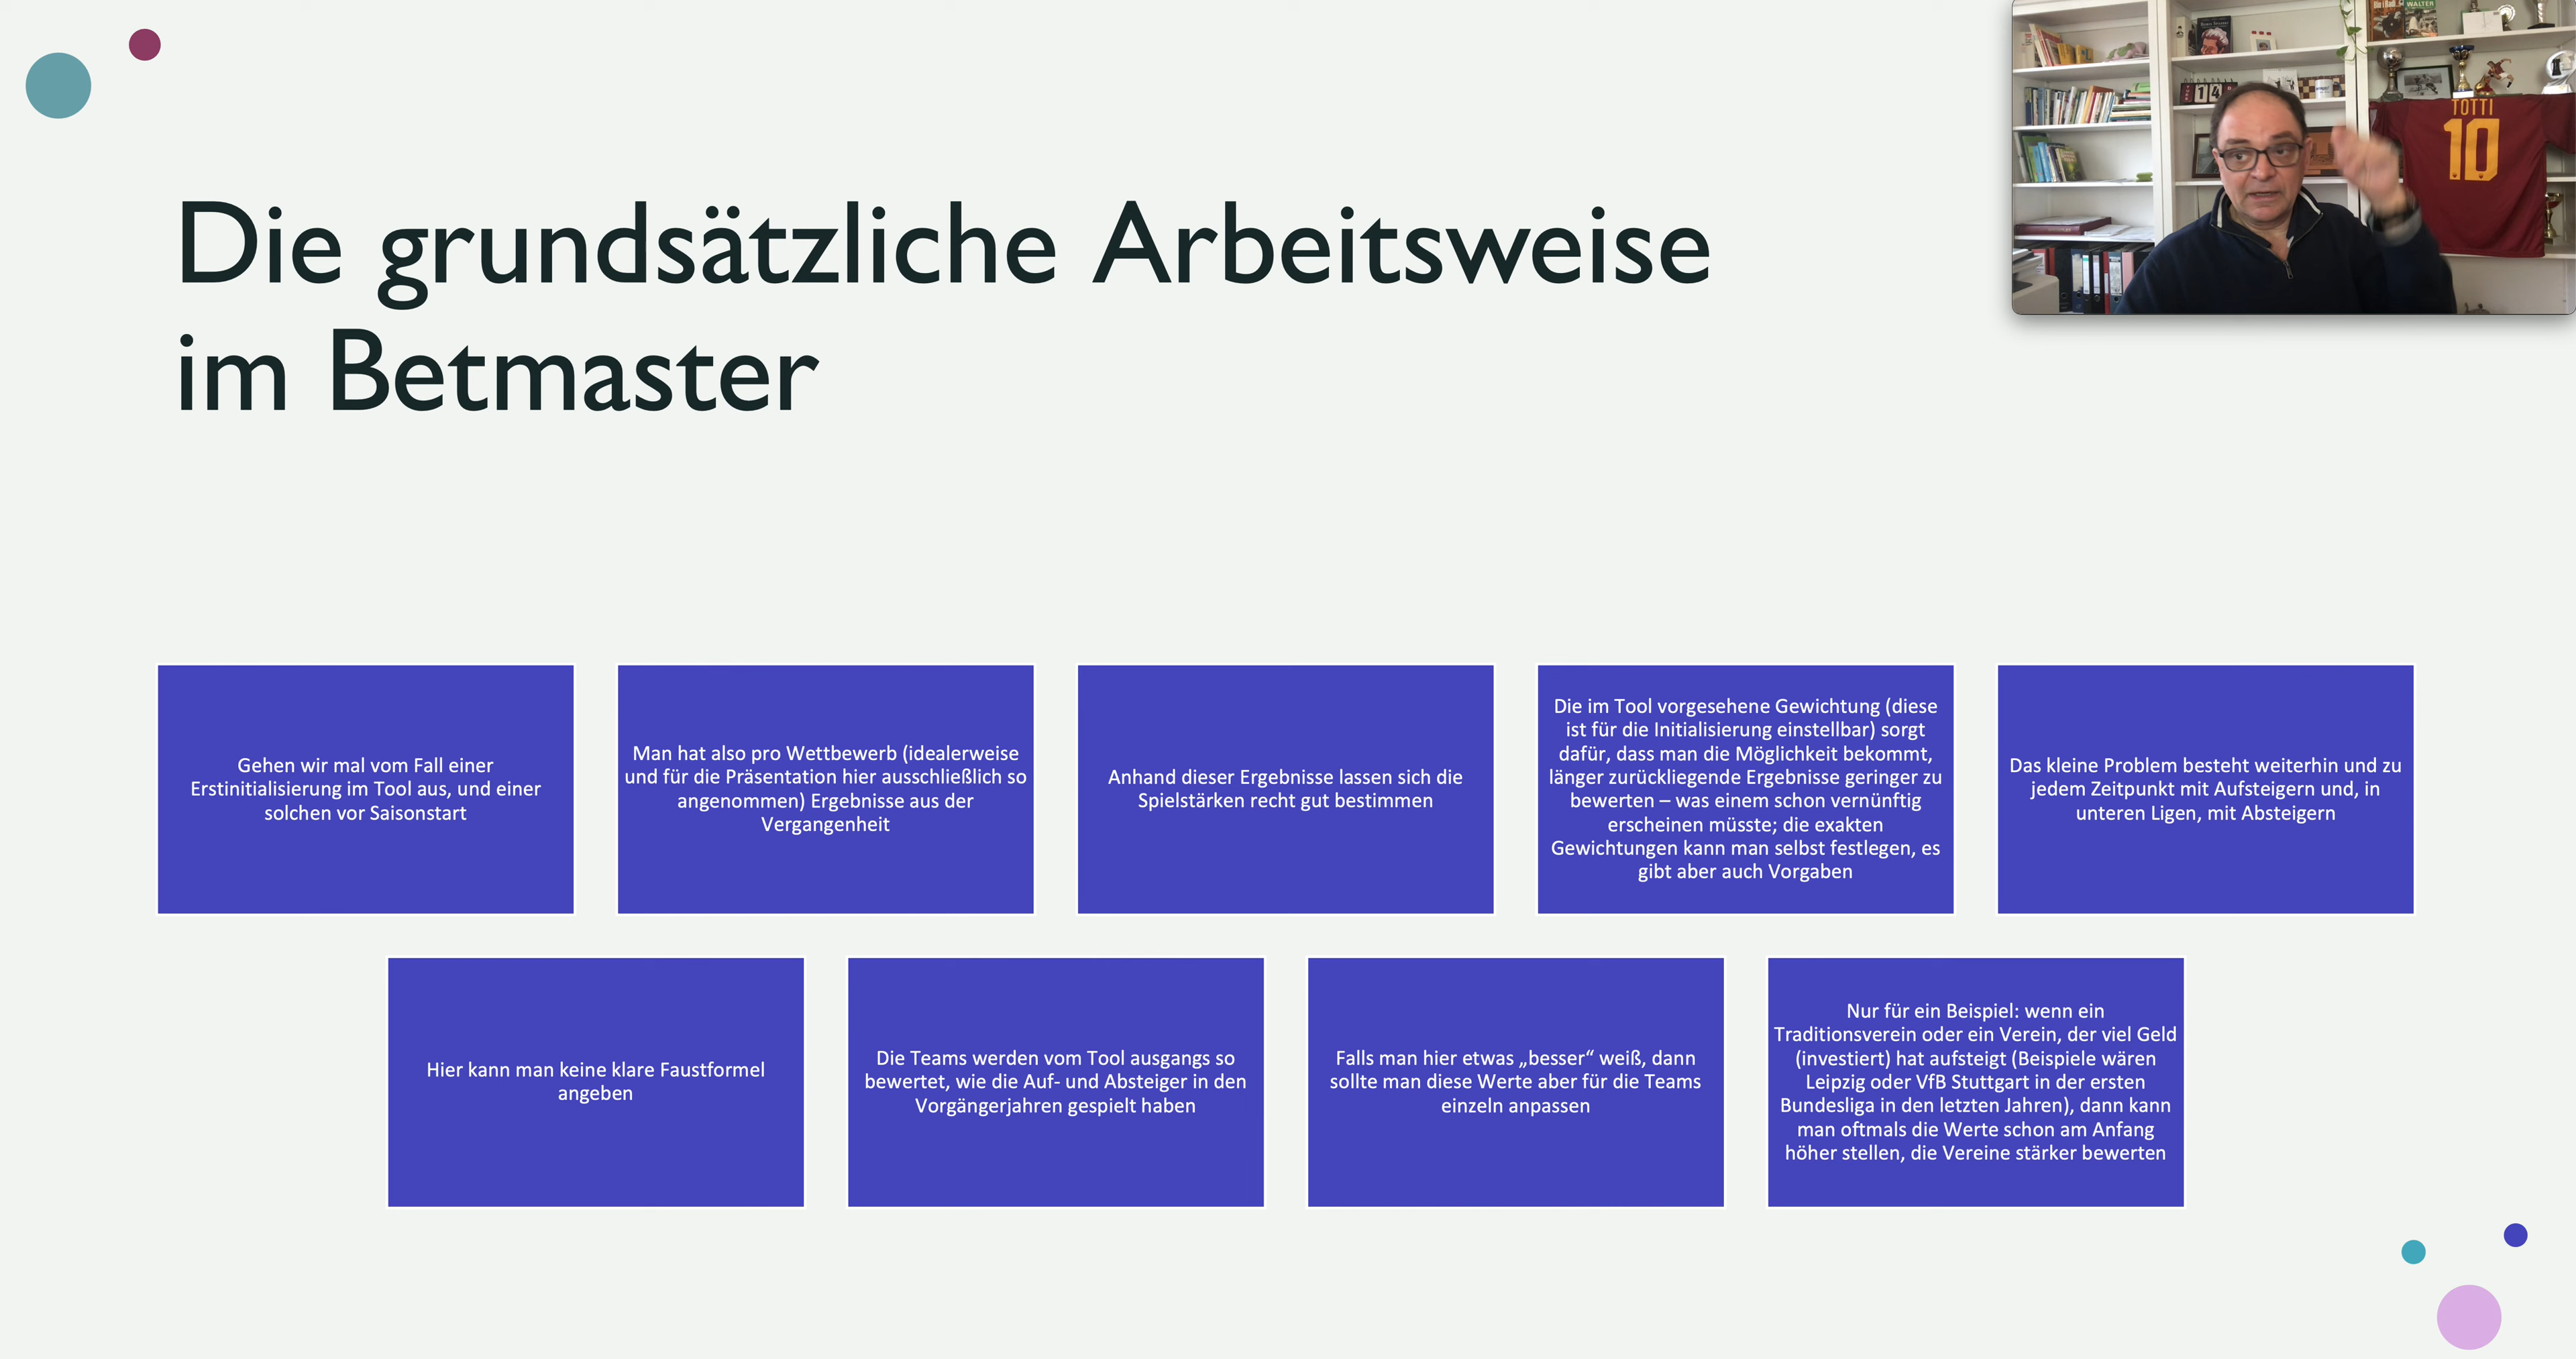 WALTER
14
TOTTI
10
Die grundsätzliche Arbeitsweise
im Betmaster
Gehen wir mal vom Fall einer
Erstinitialisierung im Tool aus, und einer
solchen vor Saisonstart
Man hat also pro Wettbewerb (idealerweise
und für die Präsentation hier ausschließlich so
angenommen) Ergebnisse aus der
Vergangenheit
Anhand dieser Ergebnisse lassen sich die
Spielstärken recht gut bestimmen
Die im Tool vorgesehene Gewichtung (diese
ist für die Initialisierung einstellbar) sorgt
dafür, dass man die Möglichkeit bekommt,
länger zurückliegende Ergebnisse geringer zu
bewerten – was einem schon vernünftig
erscheinen müsste; die exakten
Gewichtungen kann man selbst festlegen, es
gibt aber auch Vorgaben
Das kleine Problem besteht weiterhin und zu
jedem Zeitpunkt mit Aufsteigern und, in
unteren Ligen, mit Absteigern
Hier kann man keine klare Faustformel
angeben
Die Teams werden vom Tool ausgangs so
bewertet, wie die Auf- und Absteiger in den
Vorgängerjahren gespielt haben
Falls man hier etwas „besser“ weiß, dann
sollte man diese Werte aber für die Teams
einzeln anpassen
Nur für ein Beispiel: wenn ein
Traditionsverein oder ein Verein, der viel Geld
(investiert) hat aufsteigt (Beispiele wären
Leipzig oder VfB Stuttgart in der ersten
Bundesliga in den letzten Jahren), dann kann
man oftmals die Werte schon am Anfang
höher stellen, die Vereine stärker bewerten